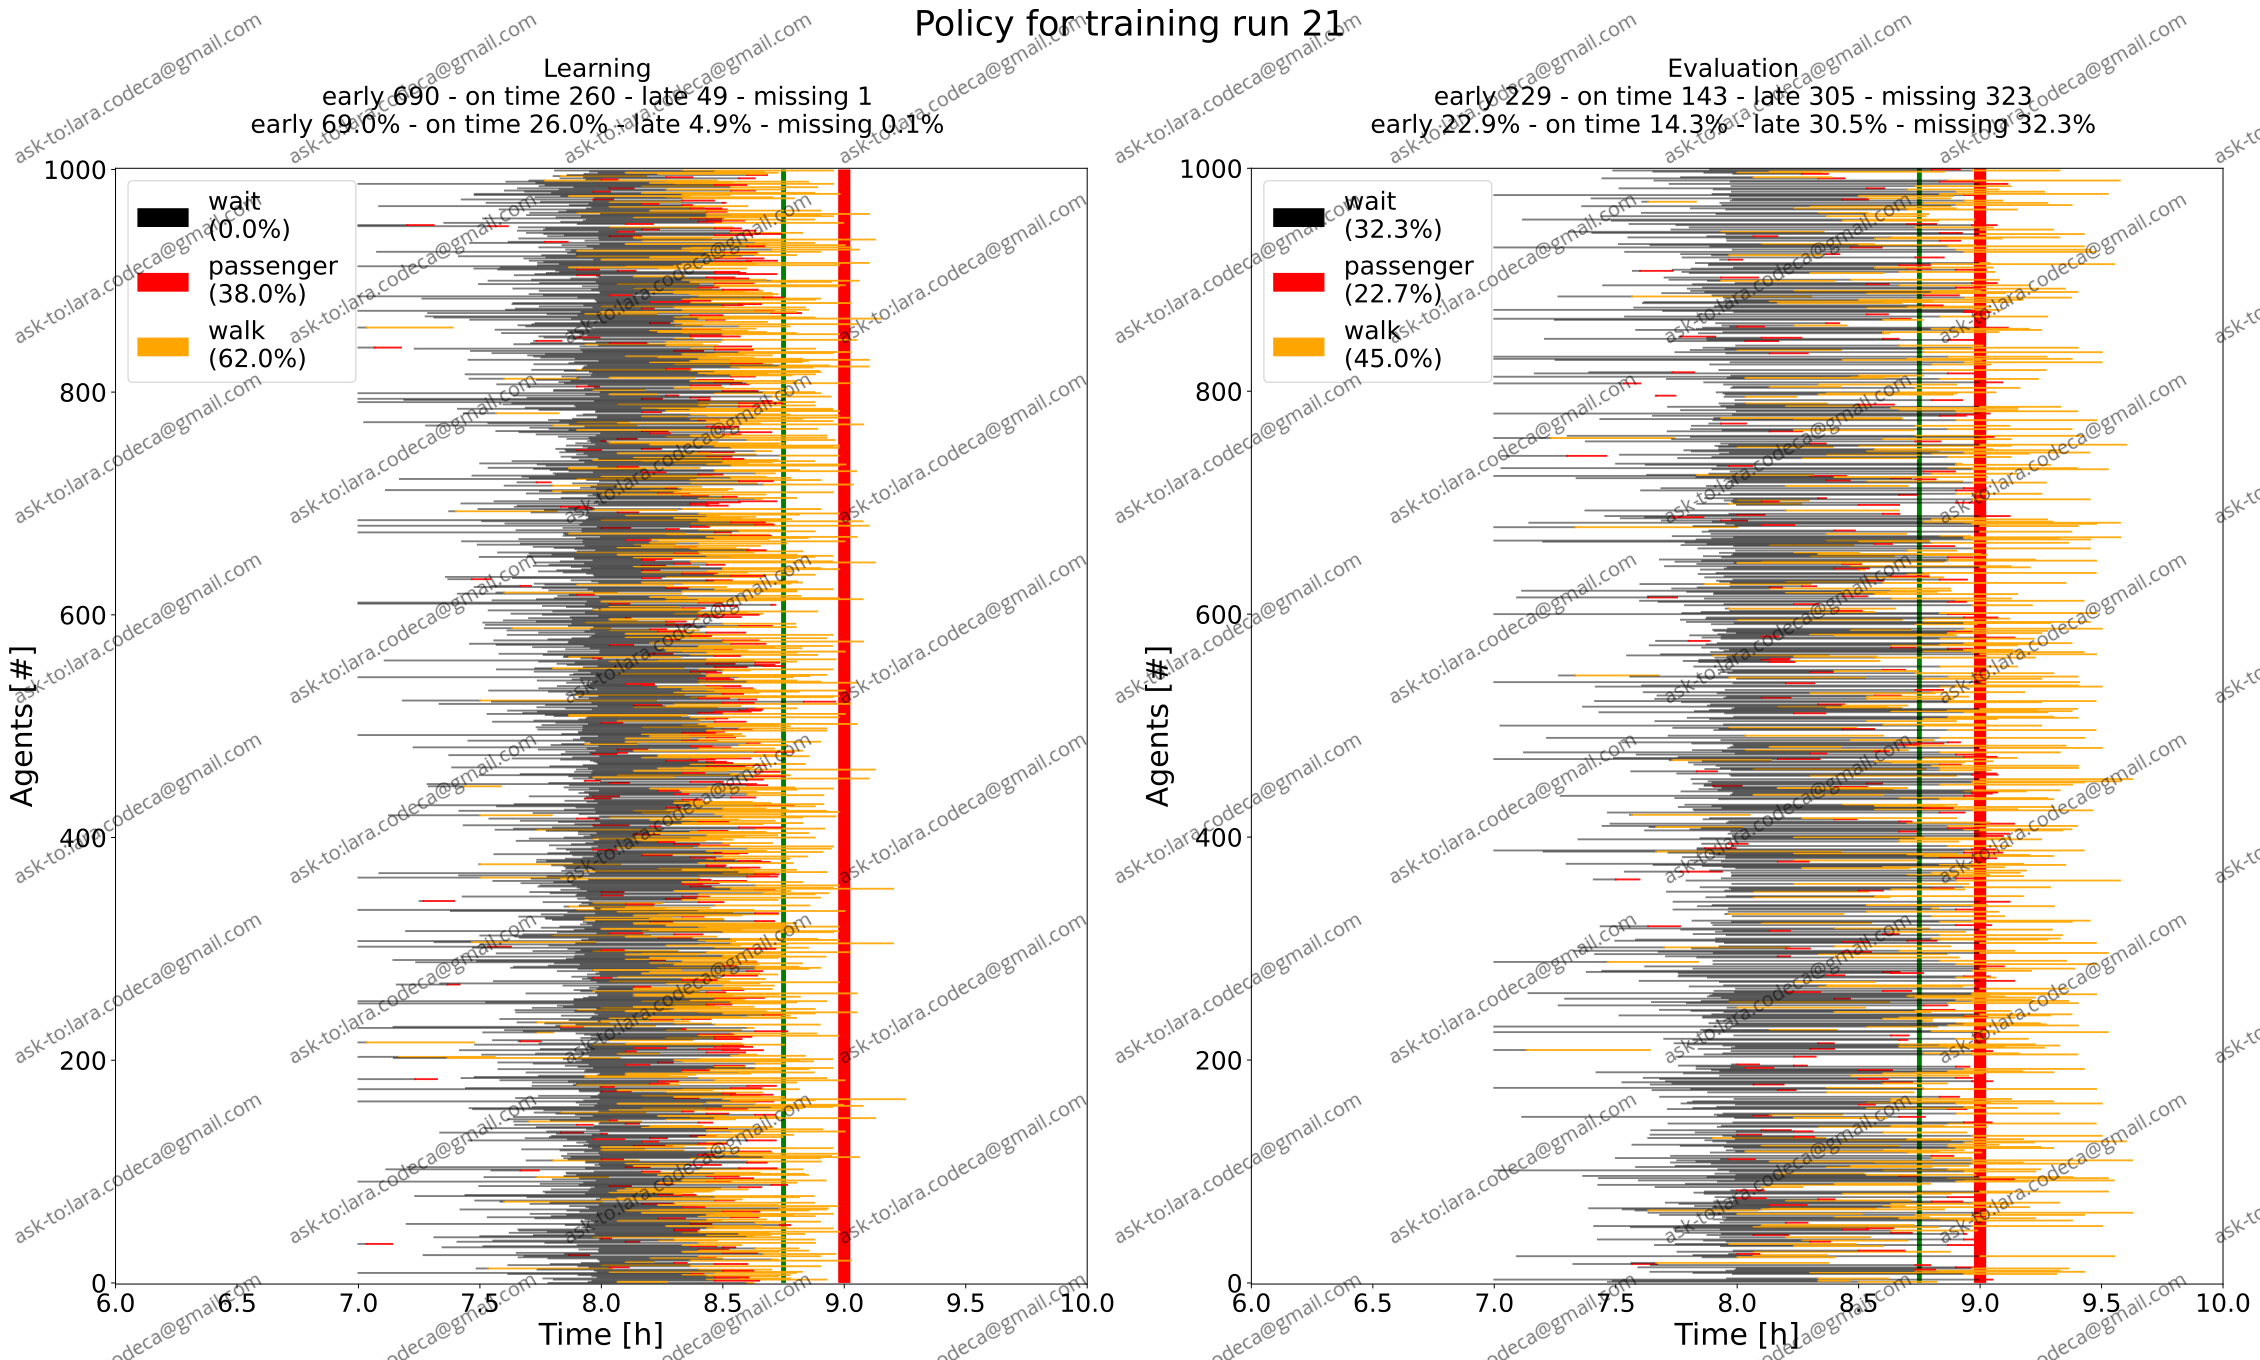 Policy for training run 21
Learning
early 690 - on time 260 - late 49 - missing 1
early 69.0% - on time 26.0% - late 4.9% - missing 0.1%
1000
800
600
400
200
0
Agents [#]
wait
(0.0%)
passenger
(38.0%)
walk
(62.0%)
6.0 6.5 7.0 7.5 8.0 8.5 9.0 9.5 10.0
Time [h]
Evaluation
early 229 - on time 143 - late 305 - missing 323
early 22.9% - on time 14.3% - late 30.5% - missing 32.3%
1000
800
600
400
200
0
Agents [#]
wait
(32.3%)
passenger
(22.7%)
walk
(45.0%)
6.0 6.5 7.0 7.5 8.0 8.5 9.0 9.5 10.0
Time [h]
ask-to:lara.codeca@gmail.com